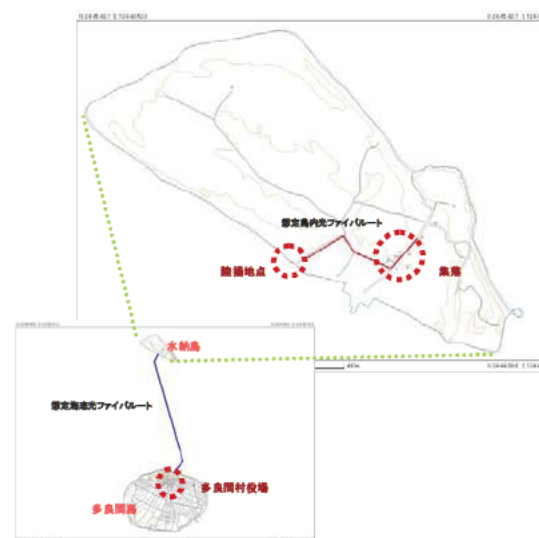 想定島内光ファイバルート
陸揚地点
集落
水納島
想定海底光ファイバルート
多良間村役場
多良間島